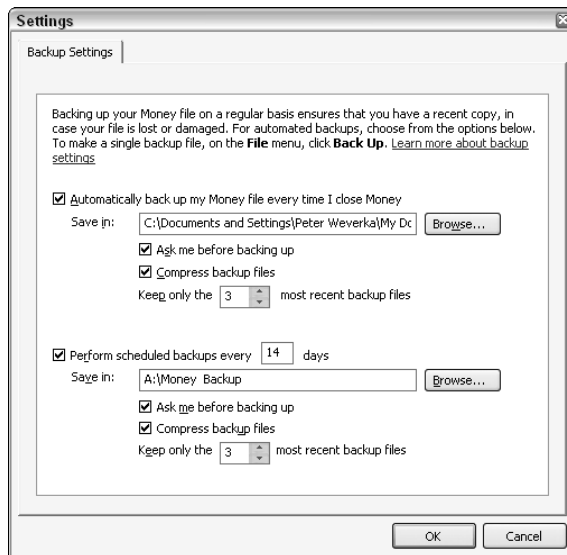 Settings
Backup Settings
Backing up your Money file on a regular basis ensures that you have a recent copy, in
case your file is lost or damaged. For automated backups, choose from the options below.
To make a single backup file, on the File menu, click Back Up. Learn more about backup
settings
Automatically back up my Money file every time I close Money
Save in: C:\Documents and Settings\Peter Weverka\My Dc Browse...
Ask me before backing up
Compress backup files
Keep only the 3 most recent backup files
Perform scheduled backups every 14 days
Save in: A:\Money Backup Browse...
Ask me before backing up
Compress backup files
Keep only the 3 most recent backup files
OK Cancel